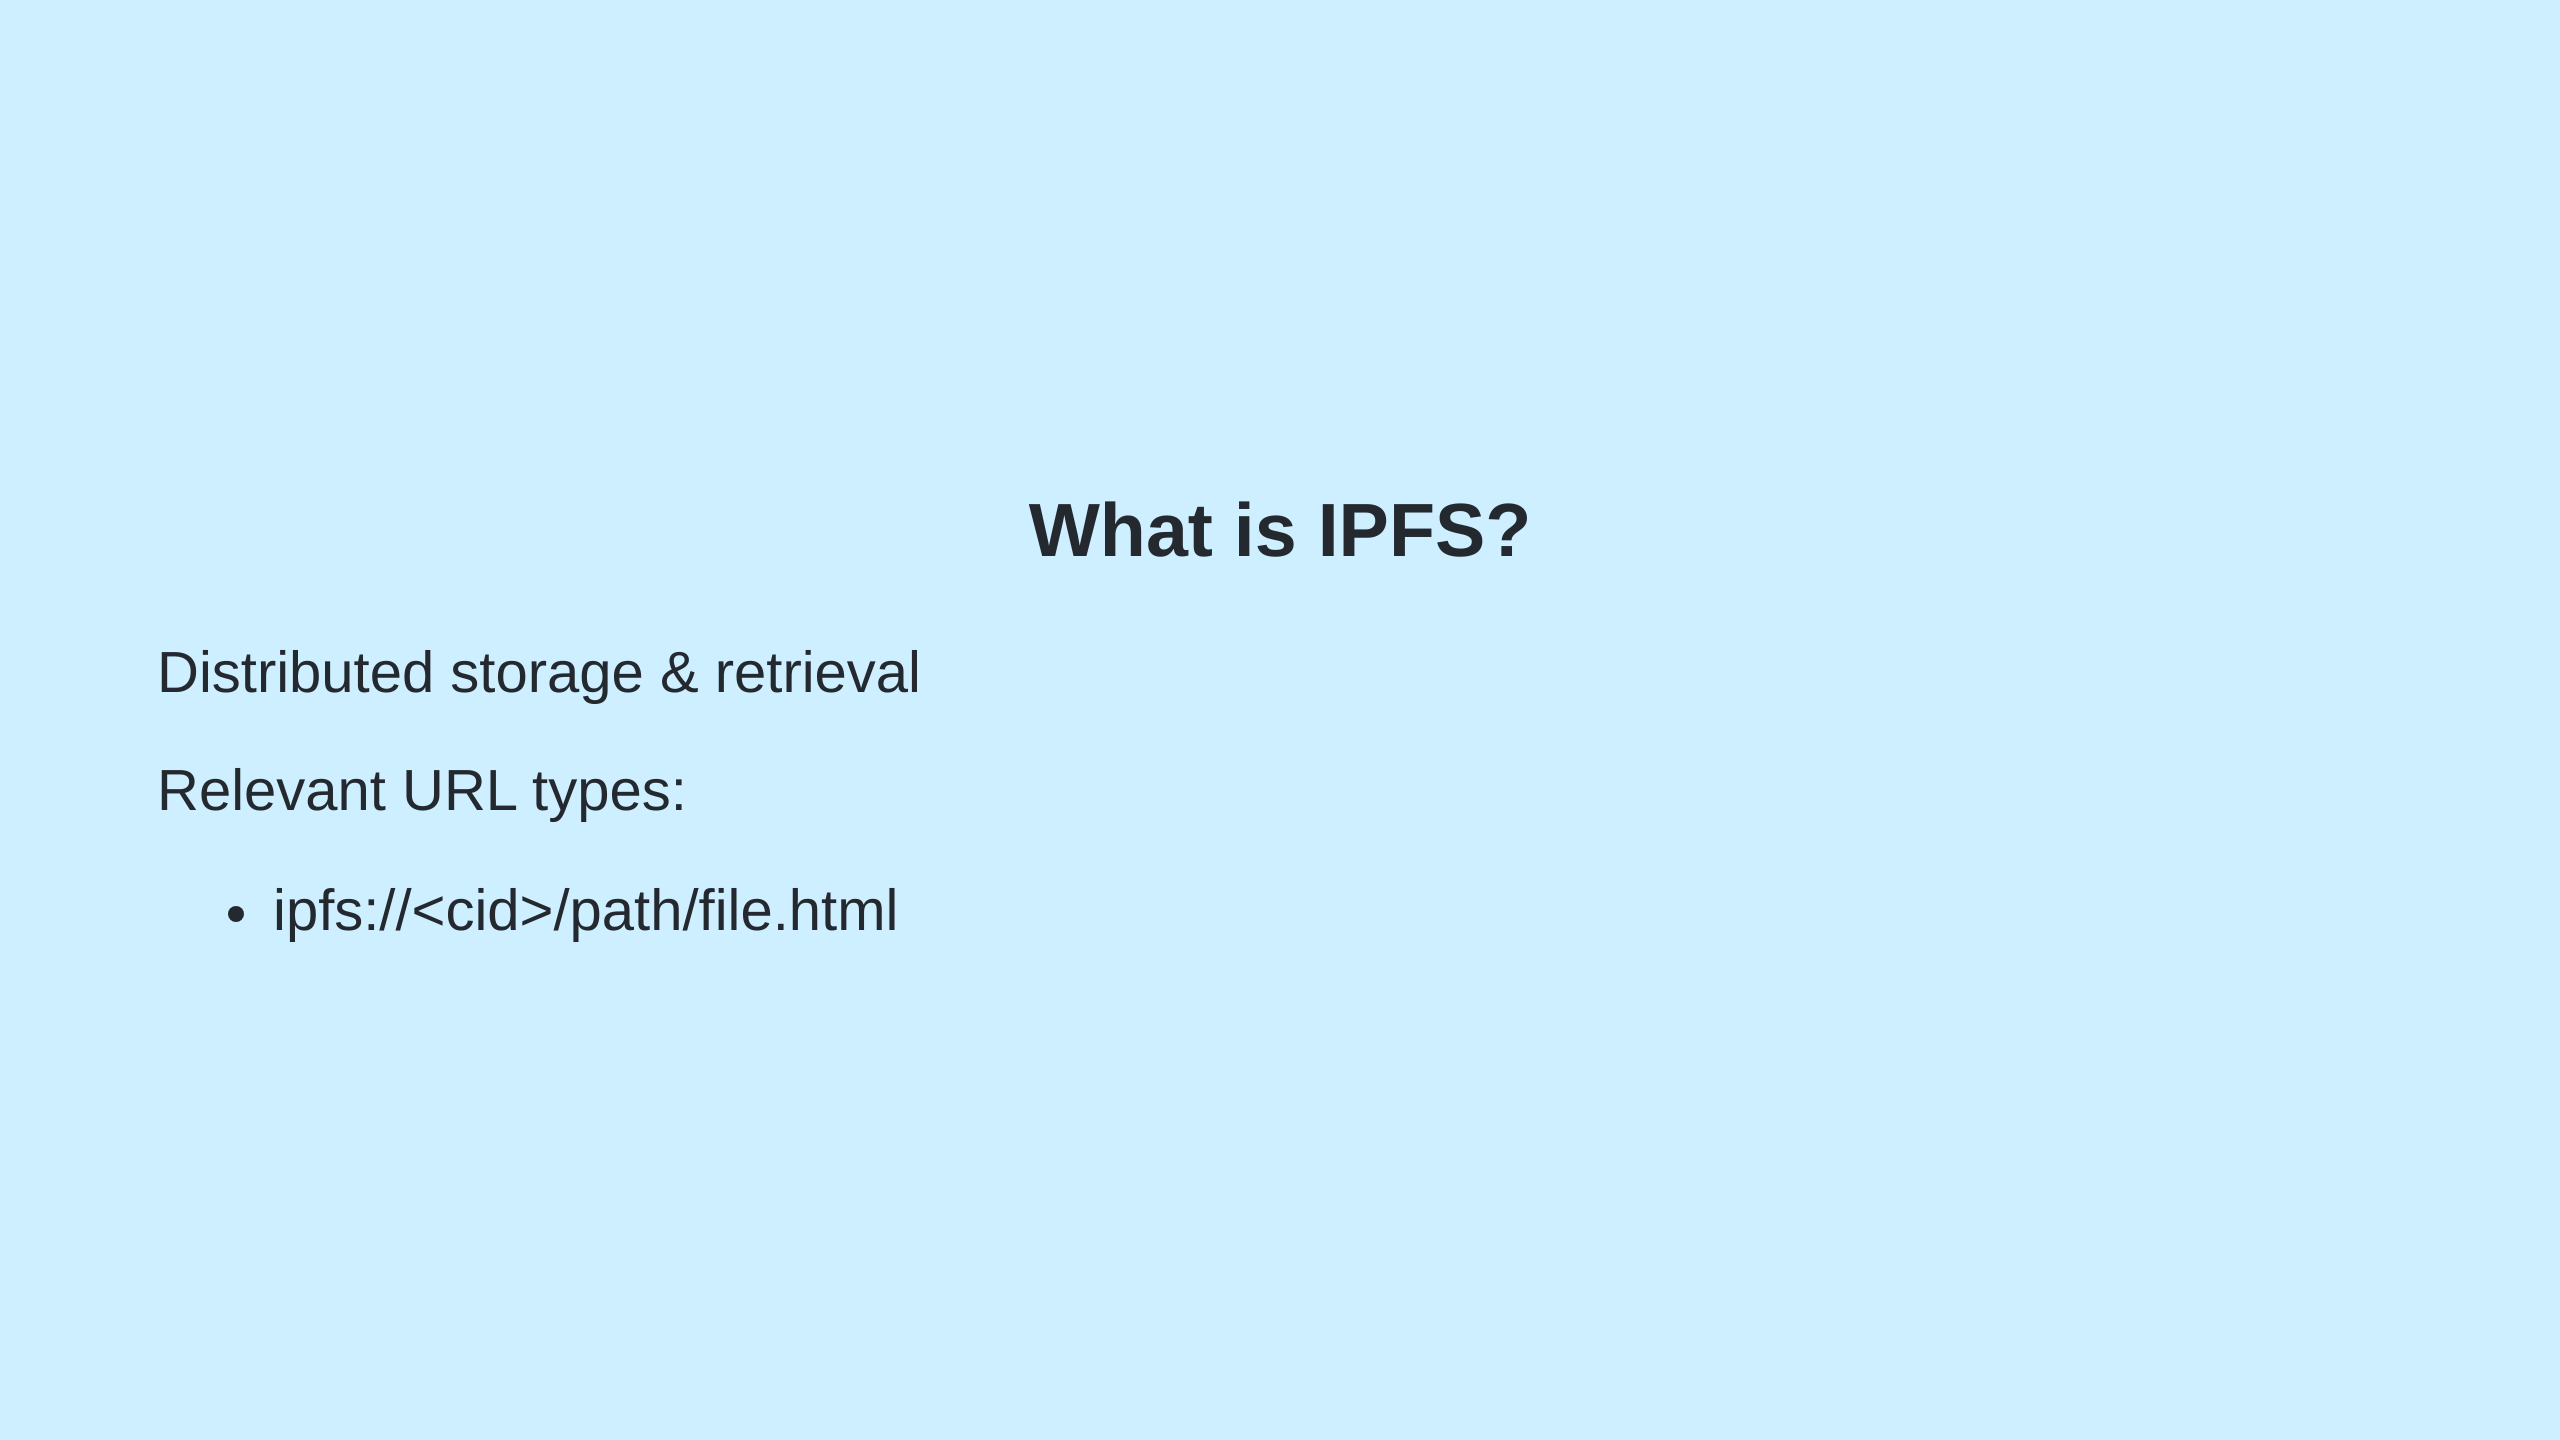 What is IPFS?
Distributed storage & retrieval
Relevant URL types:
• ipfs://<cid>/path/file.html